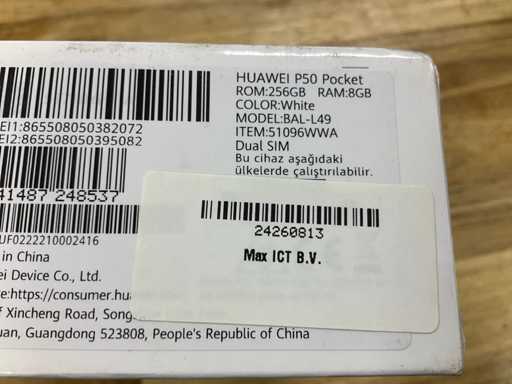 HUAWEI P50 Pocket
ROM:256GB RAM:8GB
COLOR:White
MODEL:BAL-L49
ITEM:51096WWA
Dual SIM
Bu cihaz aşağıdaki
ülkelerde çalıştırılabilir.
EI1:865508050382072
EI2:865508050395082
41487 248537
UF0222210002416
in China
ei Device Co., Ltd.
e:https://consumer.hu
f Xincheng Road, Song
uan, Guangdong 523808, People's Republic of China
24260813
Max ICT B.V.